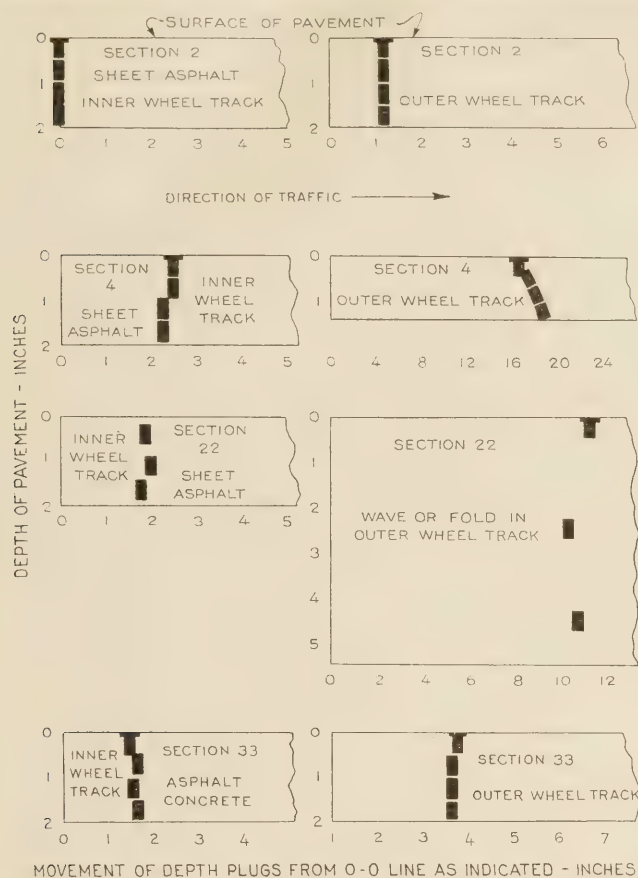 SURFACE OF PAVEMENT
0
1
2
SECTION 2
SHEET ASPHALT
INNER WHEEL TRACK
0 1 2 3 4 5
0
1
2
SECTION 2
OUTER WHEEL TRACK
0 1 2 3 4 5 6
DIRECTION OF TRAFFIC
DEPTH OF PAVEMENT - INCHES
0
1
2
SECTION
4
SHEET
ASPHALT
INNER
WHEEL
TRACK
0 1 2 3 4 5
0
1
SECTION 4
OUTER WHEEL TRACK
0 4 8 12 16 20 24
0
1
2
INNER
WHEEL
TRACK
SECTION
22
SHEET
ASPHALT
0 1 2 3 4 5
0
1
2
3
4
5
SECTION 22
WAVE OR FOLD IN
OUTER WHEEL TRACK
0 2 4 6 8 10 12
0
1
2
INNER
WHEEL
TRACK
SECTION 33
ASPHALT
CONCRETE
0 1 2 3 4
0
1
2
SECTION 33
OUTER WHEEL TRACK
1 2 3 4 5 6 7
MOVEMENT OF DEPTH PLUGS FROM 0-0 LINE AS INDICATED - INCHES